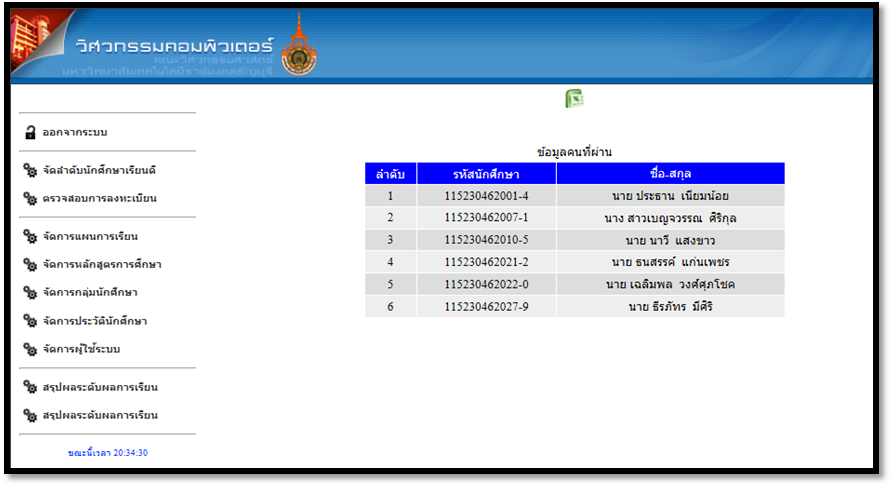 วิศวกรรมคอมพิวเตอร์
คณะวิศวกรรมศาสตร์
มหาวิทยาลัยเทคโนโลยีราชมงคลธัญบุรี
ออกจากระบบ
จัดลำดับนักศึกษาเรียนดี
ตรวจสอบการลงทะเบียน
จัดการแผนการเรียน
จัดการหลักสูตรการศึกษา
จัดการกลุ่มนักศึกษา
จัดการประวัตินักศึกษา
จัดการผู้ใช้ระบบ
สรุปผลระดับผลการเรียน
สรุปผลระดับผลการเรียน
ขณะนี้เวลา 20:34:30
ข้อมูลคนที่ผ่าน
ลำดับ รหัสนักศึกษา ชื่อ-สกุล
1 115230462001-4 นาย ประธาน เนียมน้อย
2 115230462007-1 นาง สาวเบญจวรรณ ศิริกุล
3 115230462010-5 นาย นาวี แสงขาว
4 115230462021-2 นาย ธนสรรค์ แก่นเพชร
5 115230462022-0 นาย เฉลิมพล วงศ์ศุภโชค
6 115230462027-9 นาย ธีรภัทร มีศิริ